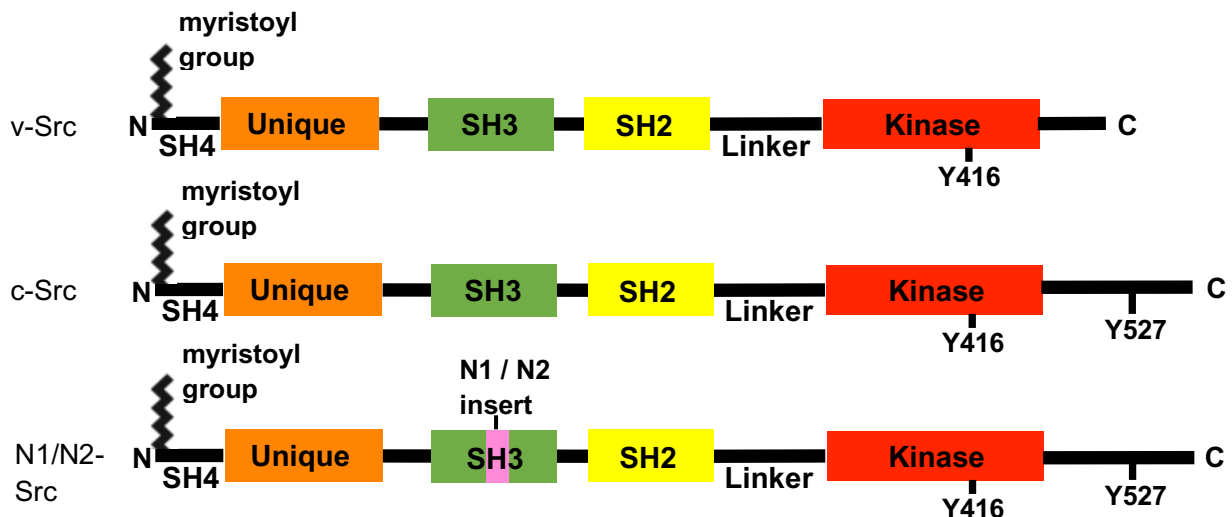 myristoyl
group
v-Src N SH4 Unique SH3 SH2 Linker Kinase Y416 C
myristoyl
group
c-Src N SH4 Unique SH3 SH2 Linker Kinase Y416 Y527 C
myristoyl
group
N1 / N2
insert
N1/N2-
Src
N SH4 Unique SH3 SH2 Linker Kinase Y416 Y527 C